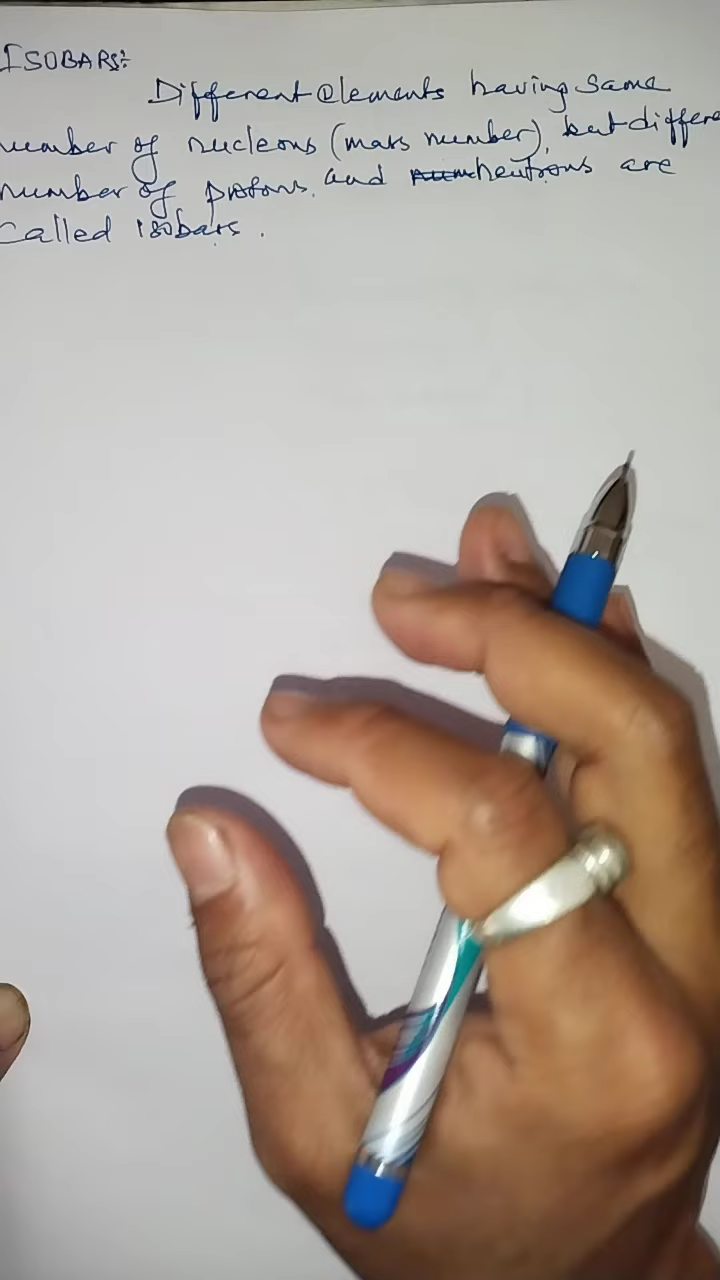 ISOBARS:-
Different elements having same
number of nucleons (mass number), but differe
number of protons, and neutrons are
called isobars.